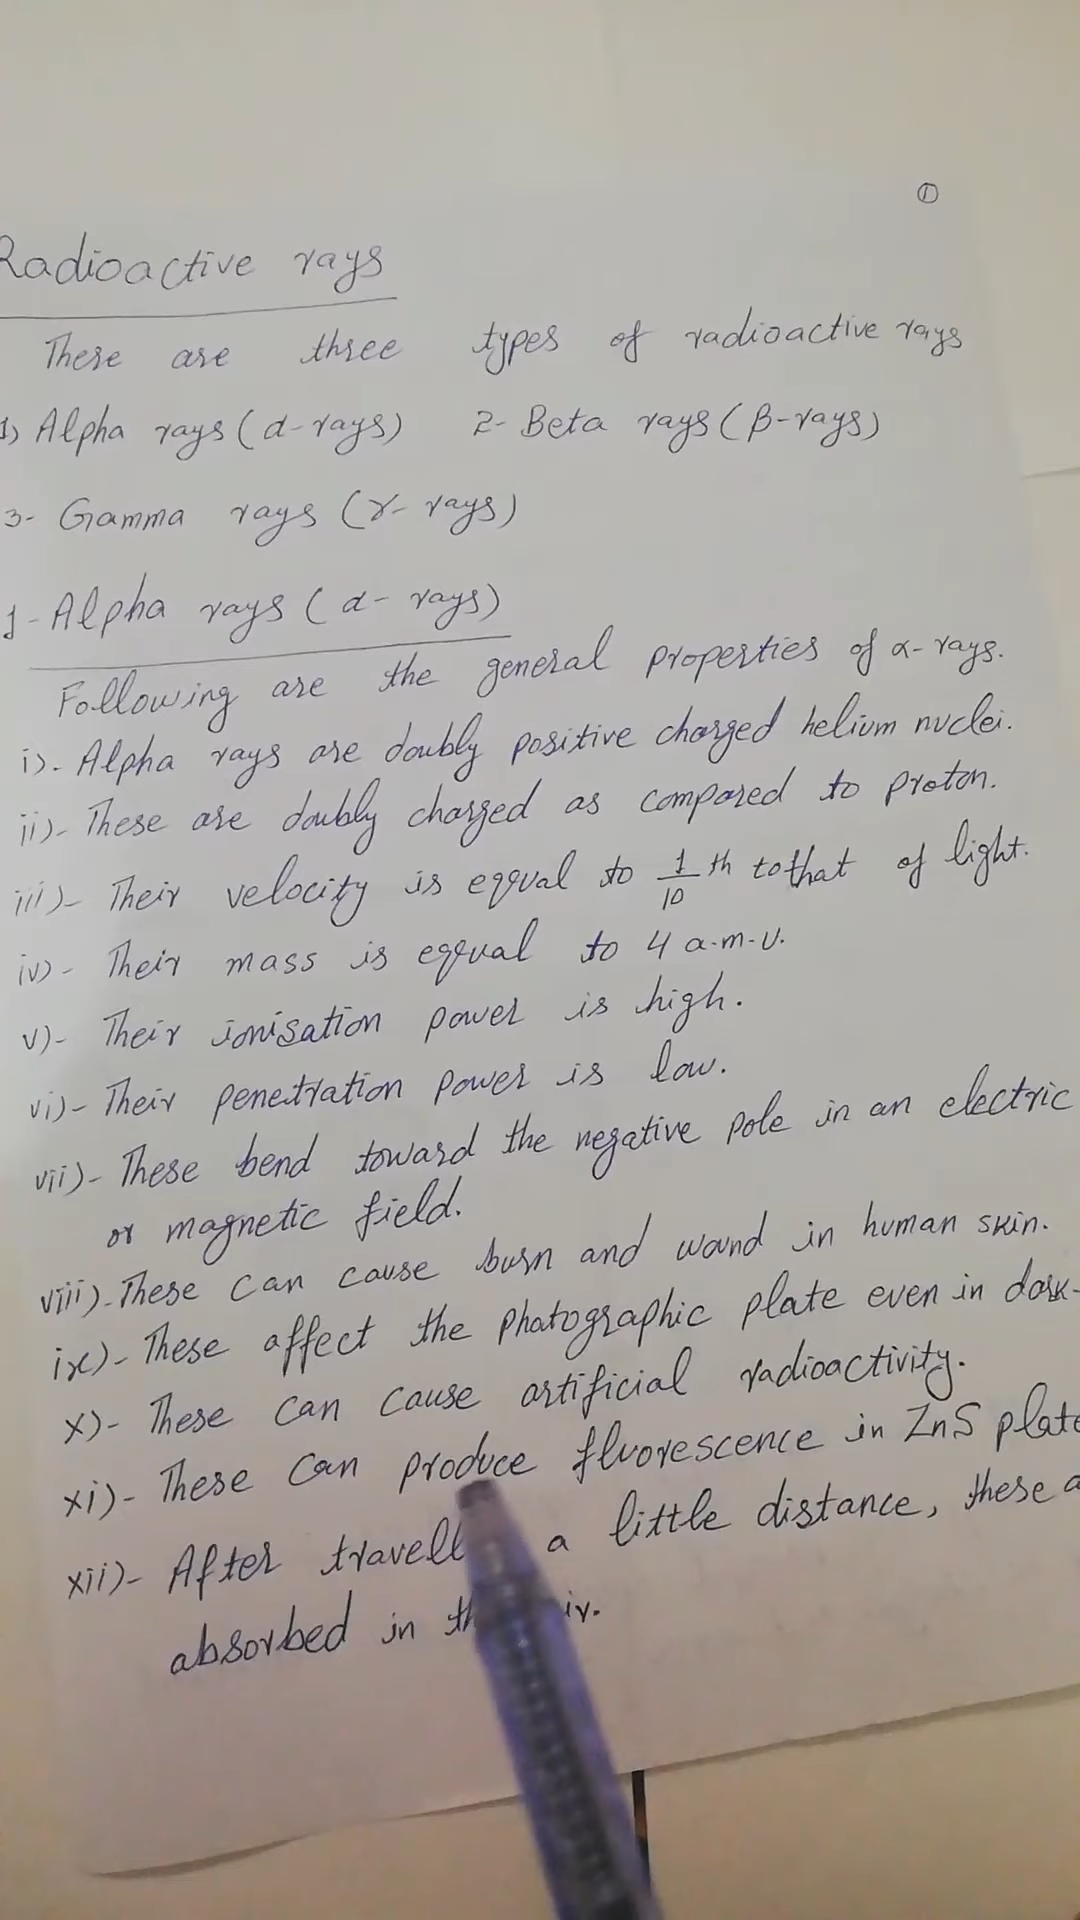 ①
Radioactive rays
There are three types of radioactive rays
1) Alpha rays (α-rays) 2- Beta rays (β-rays)
3- Gamma rays (γ- rays)
1- Alpha rays (α- rays)
Following are the general properties of α-rays.
i)- Alpha rays are doubly positive charged helium nuclei.
ii)- These are doubly charged as compared to proton.
iii)- Their velocity is eqqual to 1/10 th to that of light.
iv)- Their mass is eqqual to 4 a.m.u.
v)- Their ionisation power is high.
vi)- Their penetration power is low.
vii)- These bend toward the negative pole in an electric
or magnetic field.
viii)- These can cause burn and wound in human skin.
ix)- These affect the photographic plate even in dark-
x)- These can cause artificial radioactivity.
xi)- These can produce fluorescence in ZnS plate
xii)- After travell a little distance, these a
absorbed in th ir.